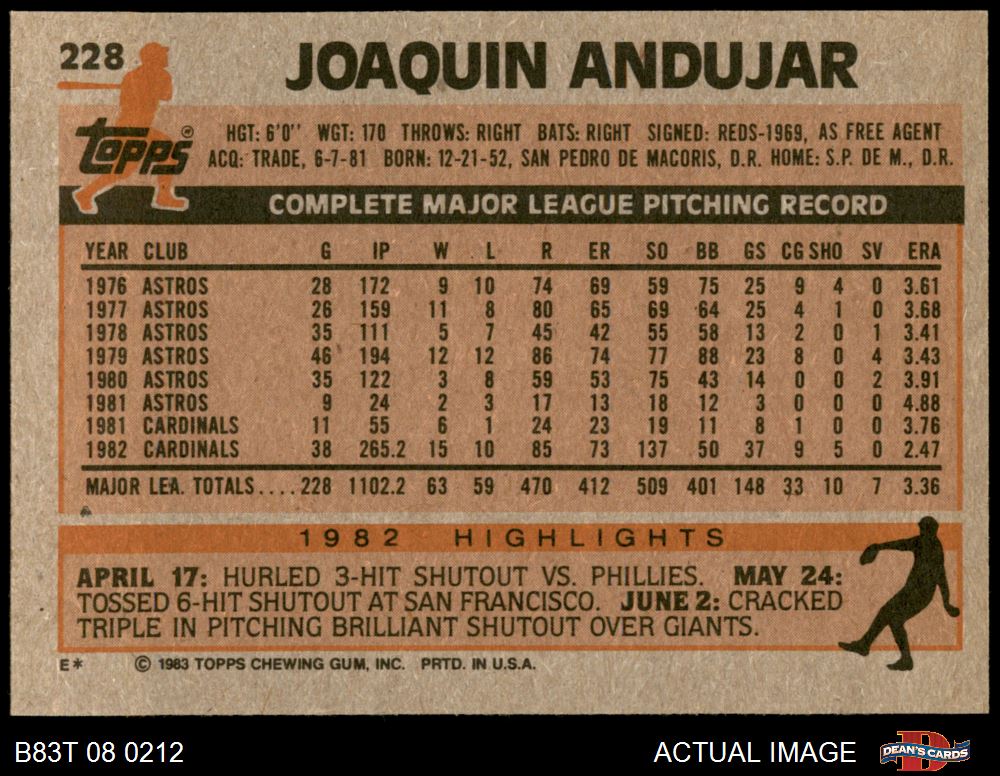 228 JOAQUIN ANDUJAR
Topps®
HGT: 6'0" WGT: 170 THROWS: RIGHT BATS: RIGHT SIGNED: REDS-1969, AS FREE AGENT
ACQ: TRADE, 6-7-81 BORN: 12-21-52, SAN PEDRO DE MACORIS, D.R. HOME: S.P. DE M., D.R.
COMPLETE MAJOR LEAGUE PITCHING RECORD
YEAR CLUB G IP W L R ER SO BB GS CG SHO SV ERA
1976 ASTROS 28 172 9 10 74 69 59 75 25 9 4 0 3.61
1977 ASTROS 26 159 11 8 80 65 69 64 25 4 1 0 3.68
1978 ASTROS 35 111 5 7 45 42 55 58 13 2 0 1 3.41
1979 ASTROS 46 194 12 12 86 74 77 88 23 8 0 4 3.43
1980 ASTROS 35 122 3 8 59 53 75 43 14 0 0 2 3.91
1981 ASTROS 9 24 2 3 17 13 18 12 3 0 0 0 4.88
1981 CARDINALS 11 55 6 1 24 23 19 11 8 1 0 0 3.76
1982 CARDINALS 38 265.2 15 10 85 73 137 50 37 9 5 0 2.47
MAJOR LEA. TOTALS....228 1102.2 63 59 470 412 509 401 148 33 10 7 3.36
1982 HIGHLIGHTS
APRIL 17: HURLED 3-HIT SHUTOUT VS. PHILLIES. MAY 24:
TOSSED 6-HIT SHUTOUT AT SAN FRANCISCO. JUNE 2: CRACKED
TRIPLE IN PITCHING BRILLIANT SHUTOUT OVER GIANTS.
E* © 1983 TOPPS CHEWING GUM, INC. PRTD. IN U.S.A.
B83T 08 0212 ACTUAL IMAGE D DEAN'S CARDS